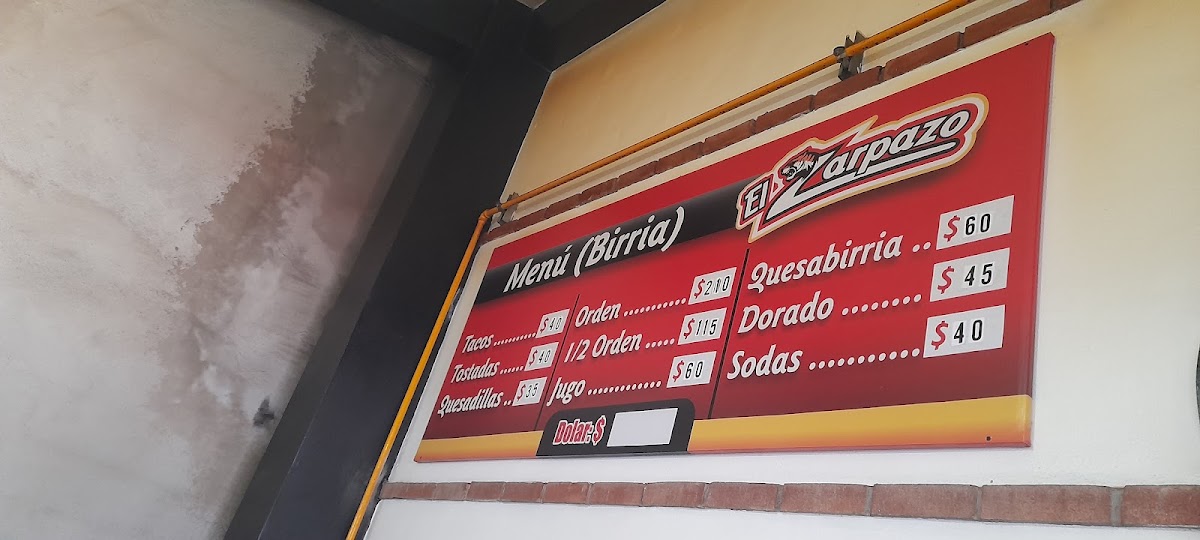 El Zarpazo
Menú (Birria)
Tacos........... $40
Tostadas...... $40
Quesadillas.. $35
Orden ............ $210
1/2 Orden ..... $115
Jugo ............. $60
Quesabirria .. $60
Dorado ........ $45
Sodas ............ $40
Dolar: $